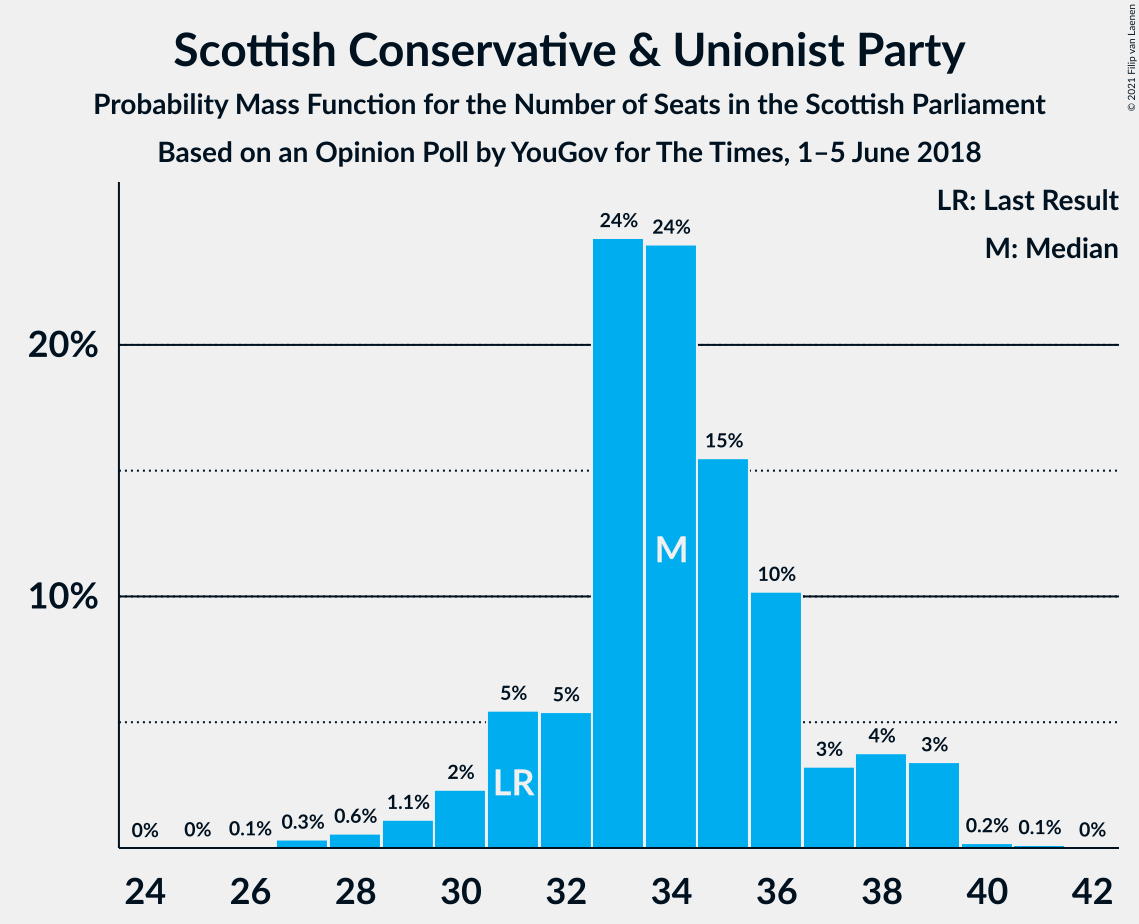 Scottish Conservative & Unionist Party
Probability Mass Function for the Number of Seats in the Scottish Parliament
Based on an Opinion Poll by YouGov for The Times, 1–5 June 2018
© 2021 Filip van Laenen
LR: Last Result
M: Median
24% 24%
20%
15%
M
10%
10%
5% 5%
4%
3% 3%
2%
LR
1.1%
0% 0% 0.1% 0.3% 0.6% 0.2% 0.1% 0%
24 26 28 30 32 34 36 38 40 42